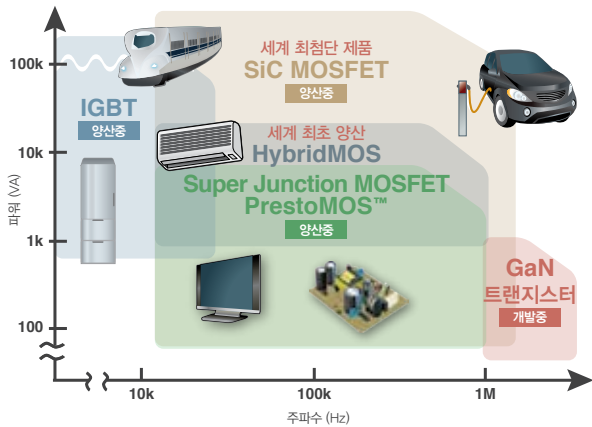 세계 최첨단 제품
SiC MOSFET
양산중
IGBT
양산중
세계 최초 양산
HybridMOS
Super Junction MOSFET
PrestoMOS™
양산중
GaN
트랜지스터
개발중
파워 (VA)
100k
10k
1k
100
10k
100k
1M
주파수 (Hz)